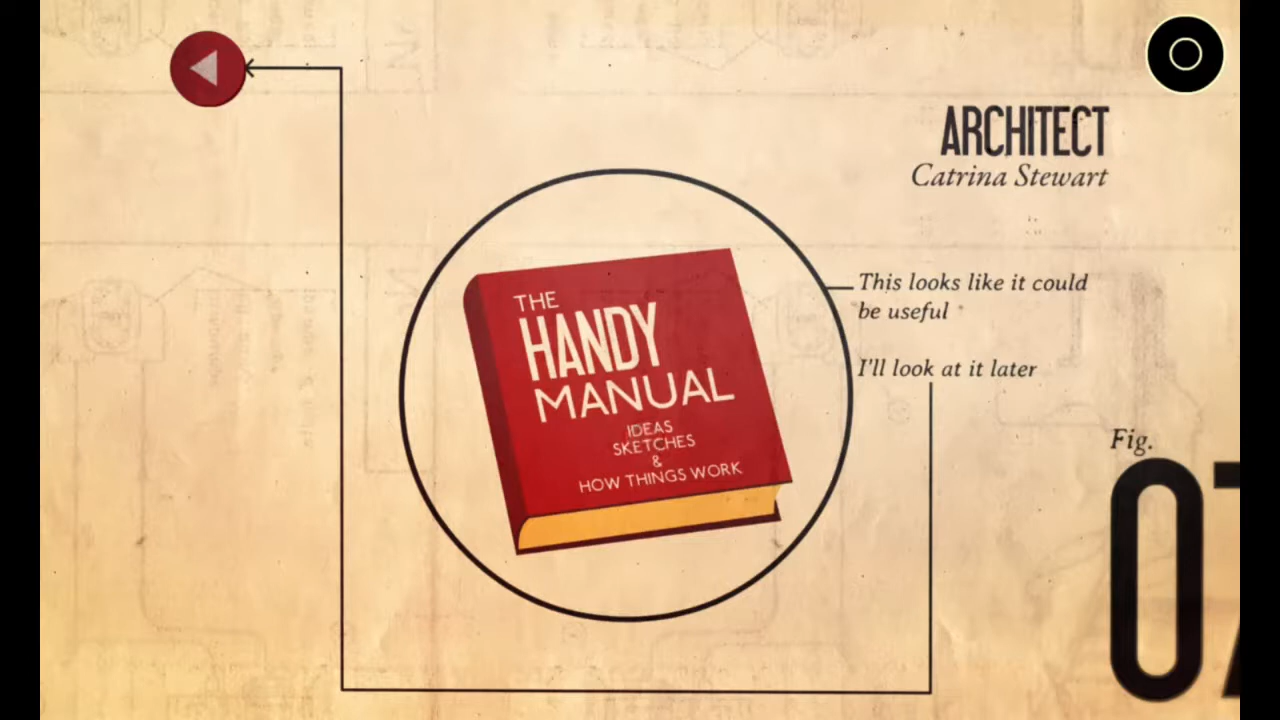 ARCHITECT
Catrina Stewart
THE
HANDY
MANUAL
IDEAS
SKETCHES
&
HOW THINGS WORK
This looks like it could
be useful
I'll look at it later
Fig.